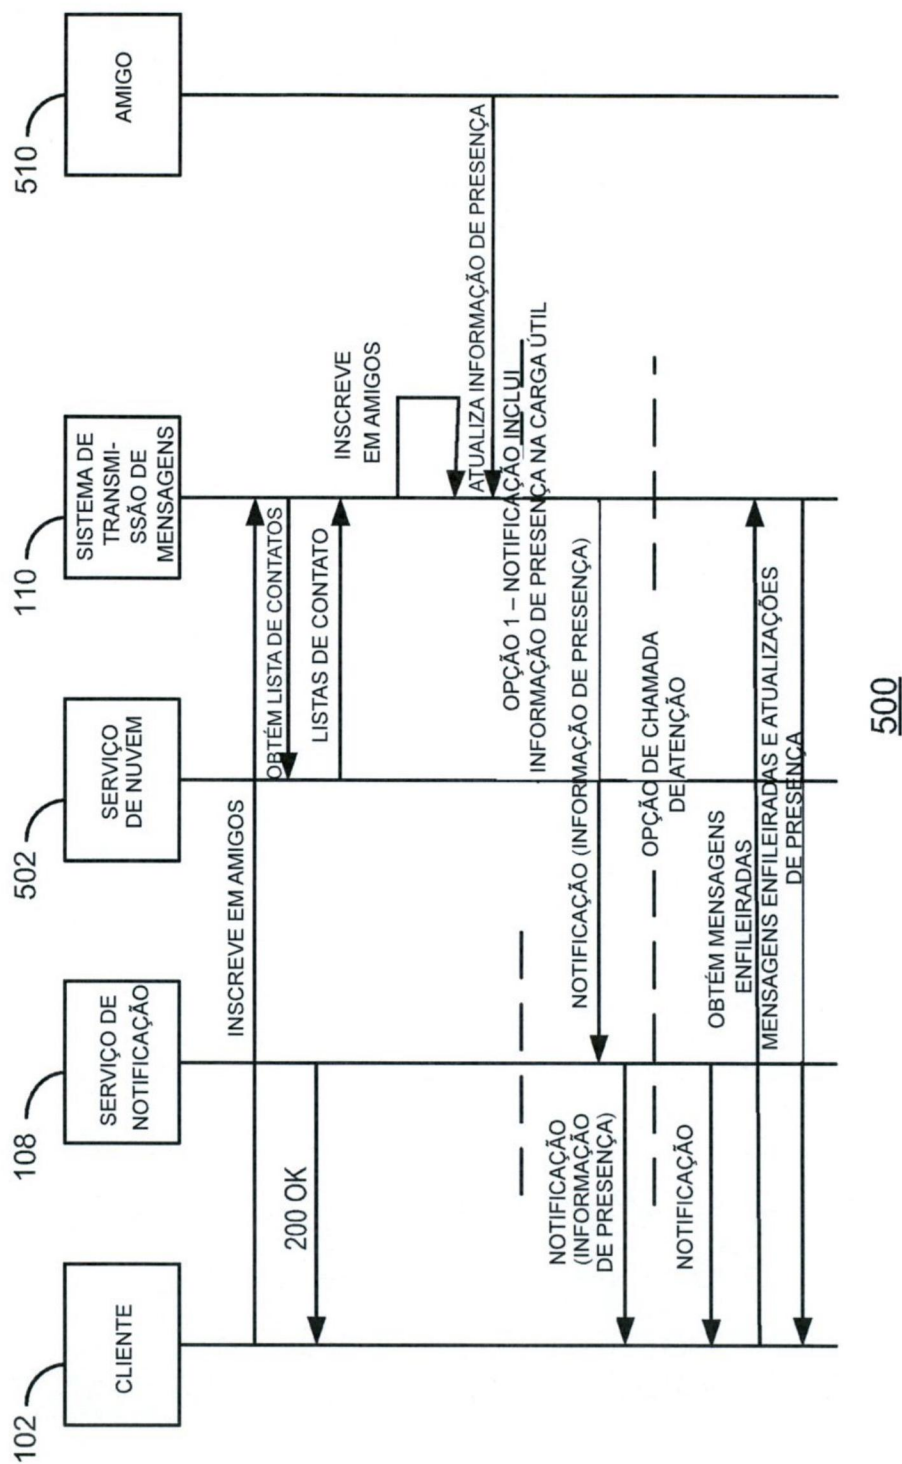 102
CLIENTE
108
SERVIÇO DE
NOTIFICAÇÃO
502
SERVIÇO
DE NUVEM
110
SISTEMA DE
TRANSMI-
SSÃO DE
MENSAGENS
510
AMIGO
INSCREVE EM AMIGOS
OBTÉM LISTA DE CONTATOS
200 OK
LISTAS DE CONTATO
INSCREVE
EM AMIGOS
ATUALIZA INFORMAÇÃO DE PRESENÇA
OPÇÃO 1 – NOTIFICAÇÃO INCLUI
INFORMAÇÃO DE PRESENÇA NA CARGA ÚTIL
NOTIFICAÇÃO (INFORMAÇÃO DE PRESENÇA)
NOTIFICAÇÃO
(INFORMAÇÃO
DE PRESENÇA)
OPÇÃO DE CHAMADA
DE ATENÇÃO
NOTIFICAÇÃO
OBTÉM MENSAGENS
ENFILEIRADAS
MENSAGENS ENFILEIRADAS E ATUALIZAÇÕES
DE PRESENÇA
500